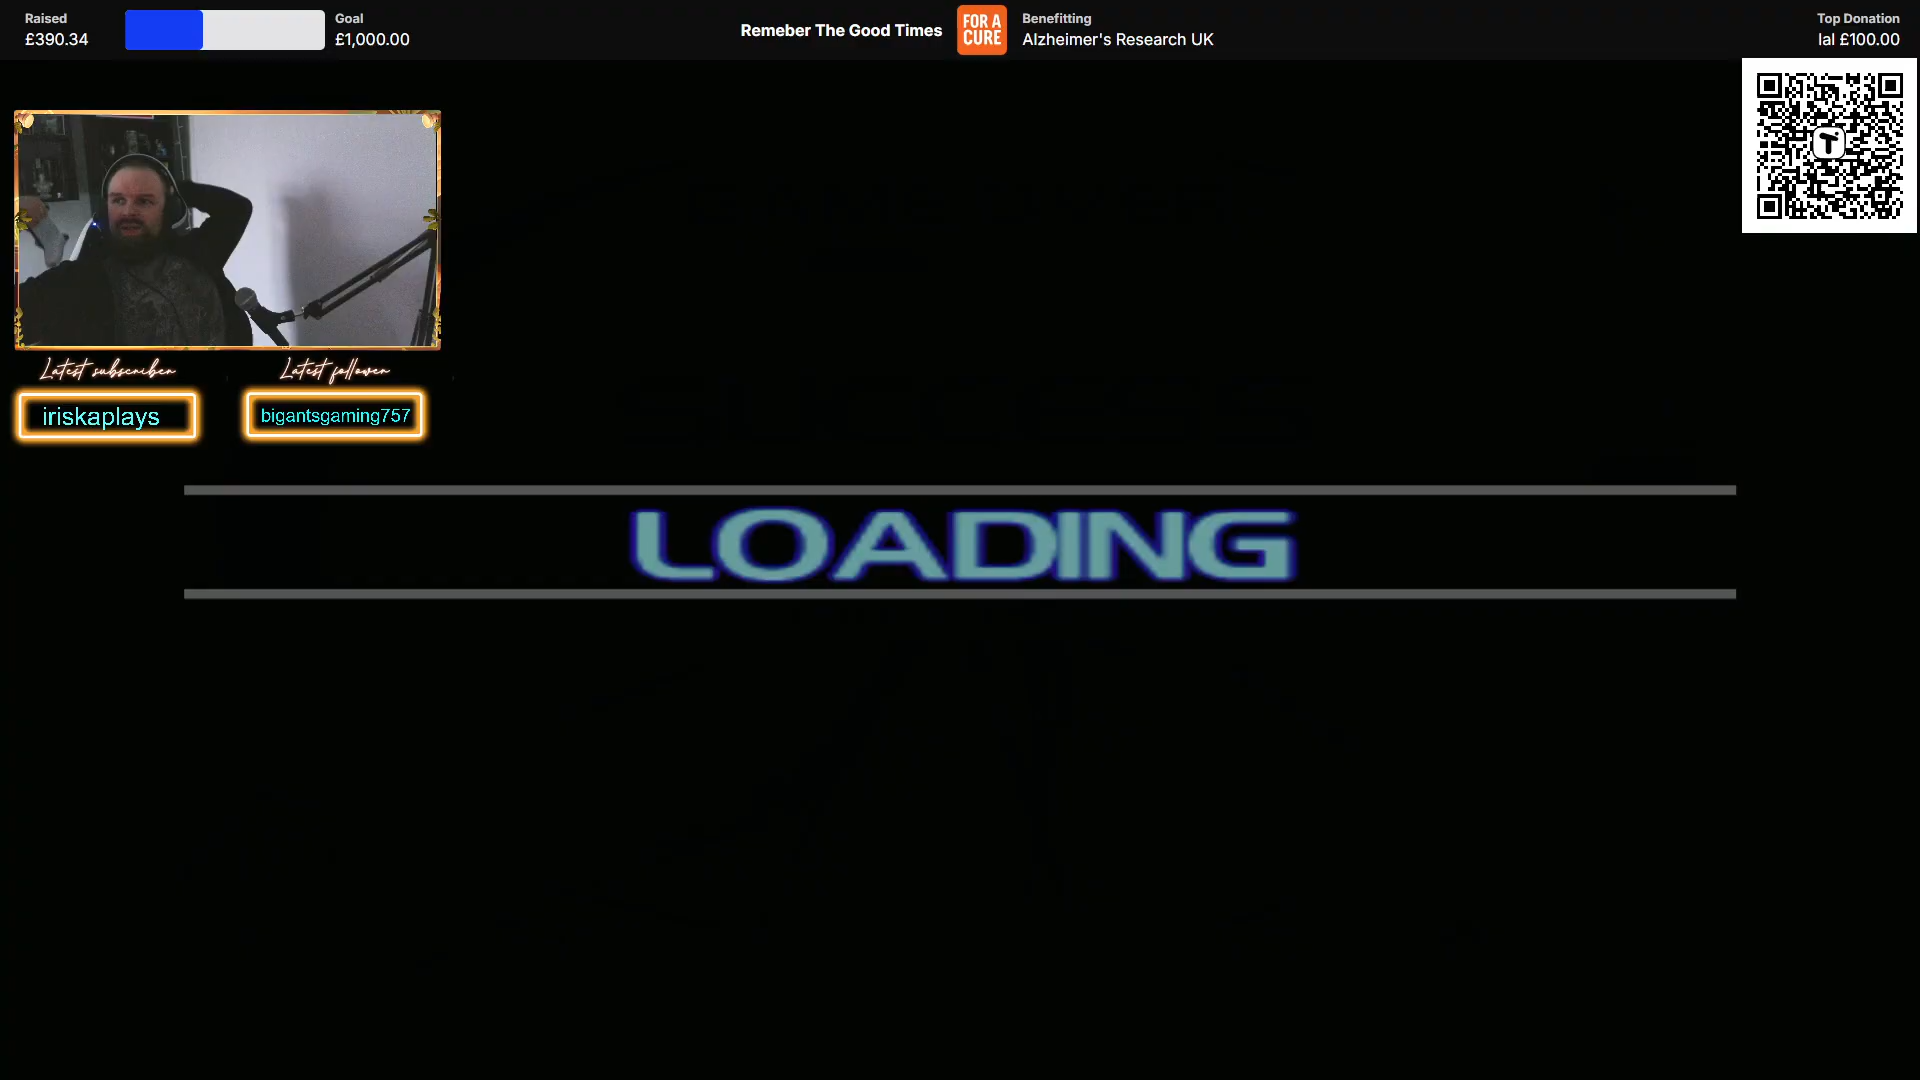 Raised
£390.34
Goal
£1,000.00
Remeber The Good Times
FOR A
CURE
Benefitting
Alzheimer's Research UK
Top Donation
lal £100.00
T
Latest subscriber
Latest follower
iriskaplays
bigantsgaming757
LOADING